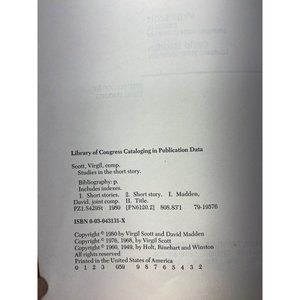 Library of Congress Cataloging in Publication Data
Scott, Virgil, comp.
Studies in the short story.
Bibliography: p.
Includes indexes.
1. Short stories. 2. Short story. I. Madden,
David, joint comp. II. Title.
PZ1.S428St 1980 [PN6120.2] 808.83'1 79-19576
ISBN 0-03-043131-X
Copyright © 1980 by Virgil Scott and David Madden
Copyright © 1976, 1968, by Virgil Scott
Copyright © 1960, 1949, by Holt, Rinehart and Winston
All rights reserved
Printed in the United States of America
0 1 2 3 059 9 8 7 6 5 4 3 2